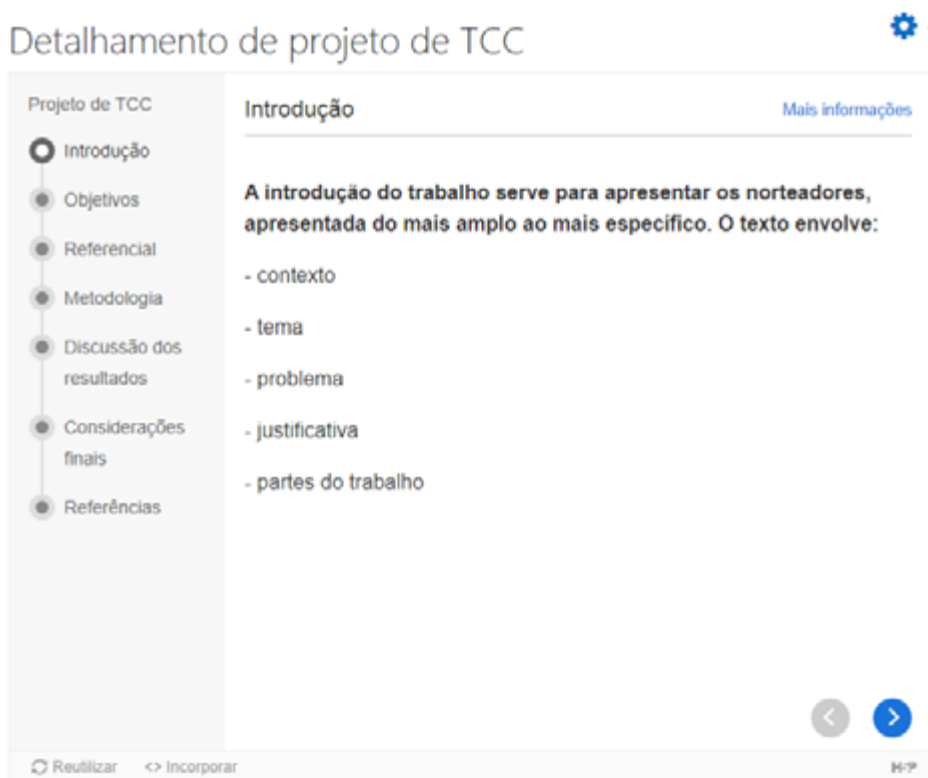 Detalhamento de projeto de TCC
Projeto de TCC
Introdução
Objetivos
Referencial
Metodologia
Discussão dos
resultados
Considerações
finais
Referências
Introdução
Mais informações
A introdução do trabalho serve para apresentar os norteadores,
apresentada do mais amplo ao mais específico. O texto envolve:
- contexto
- tema
- problema
- justificativa
- partes do trabalho
Reutilizar
<> Incorporar
H-P